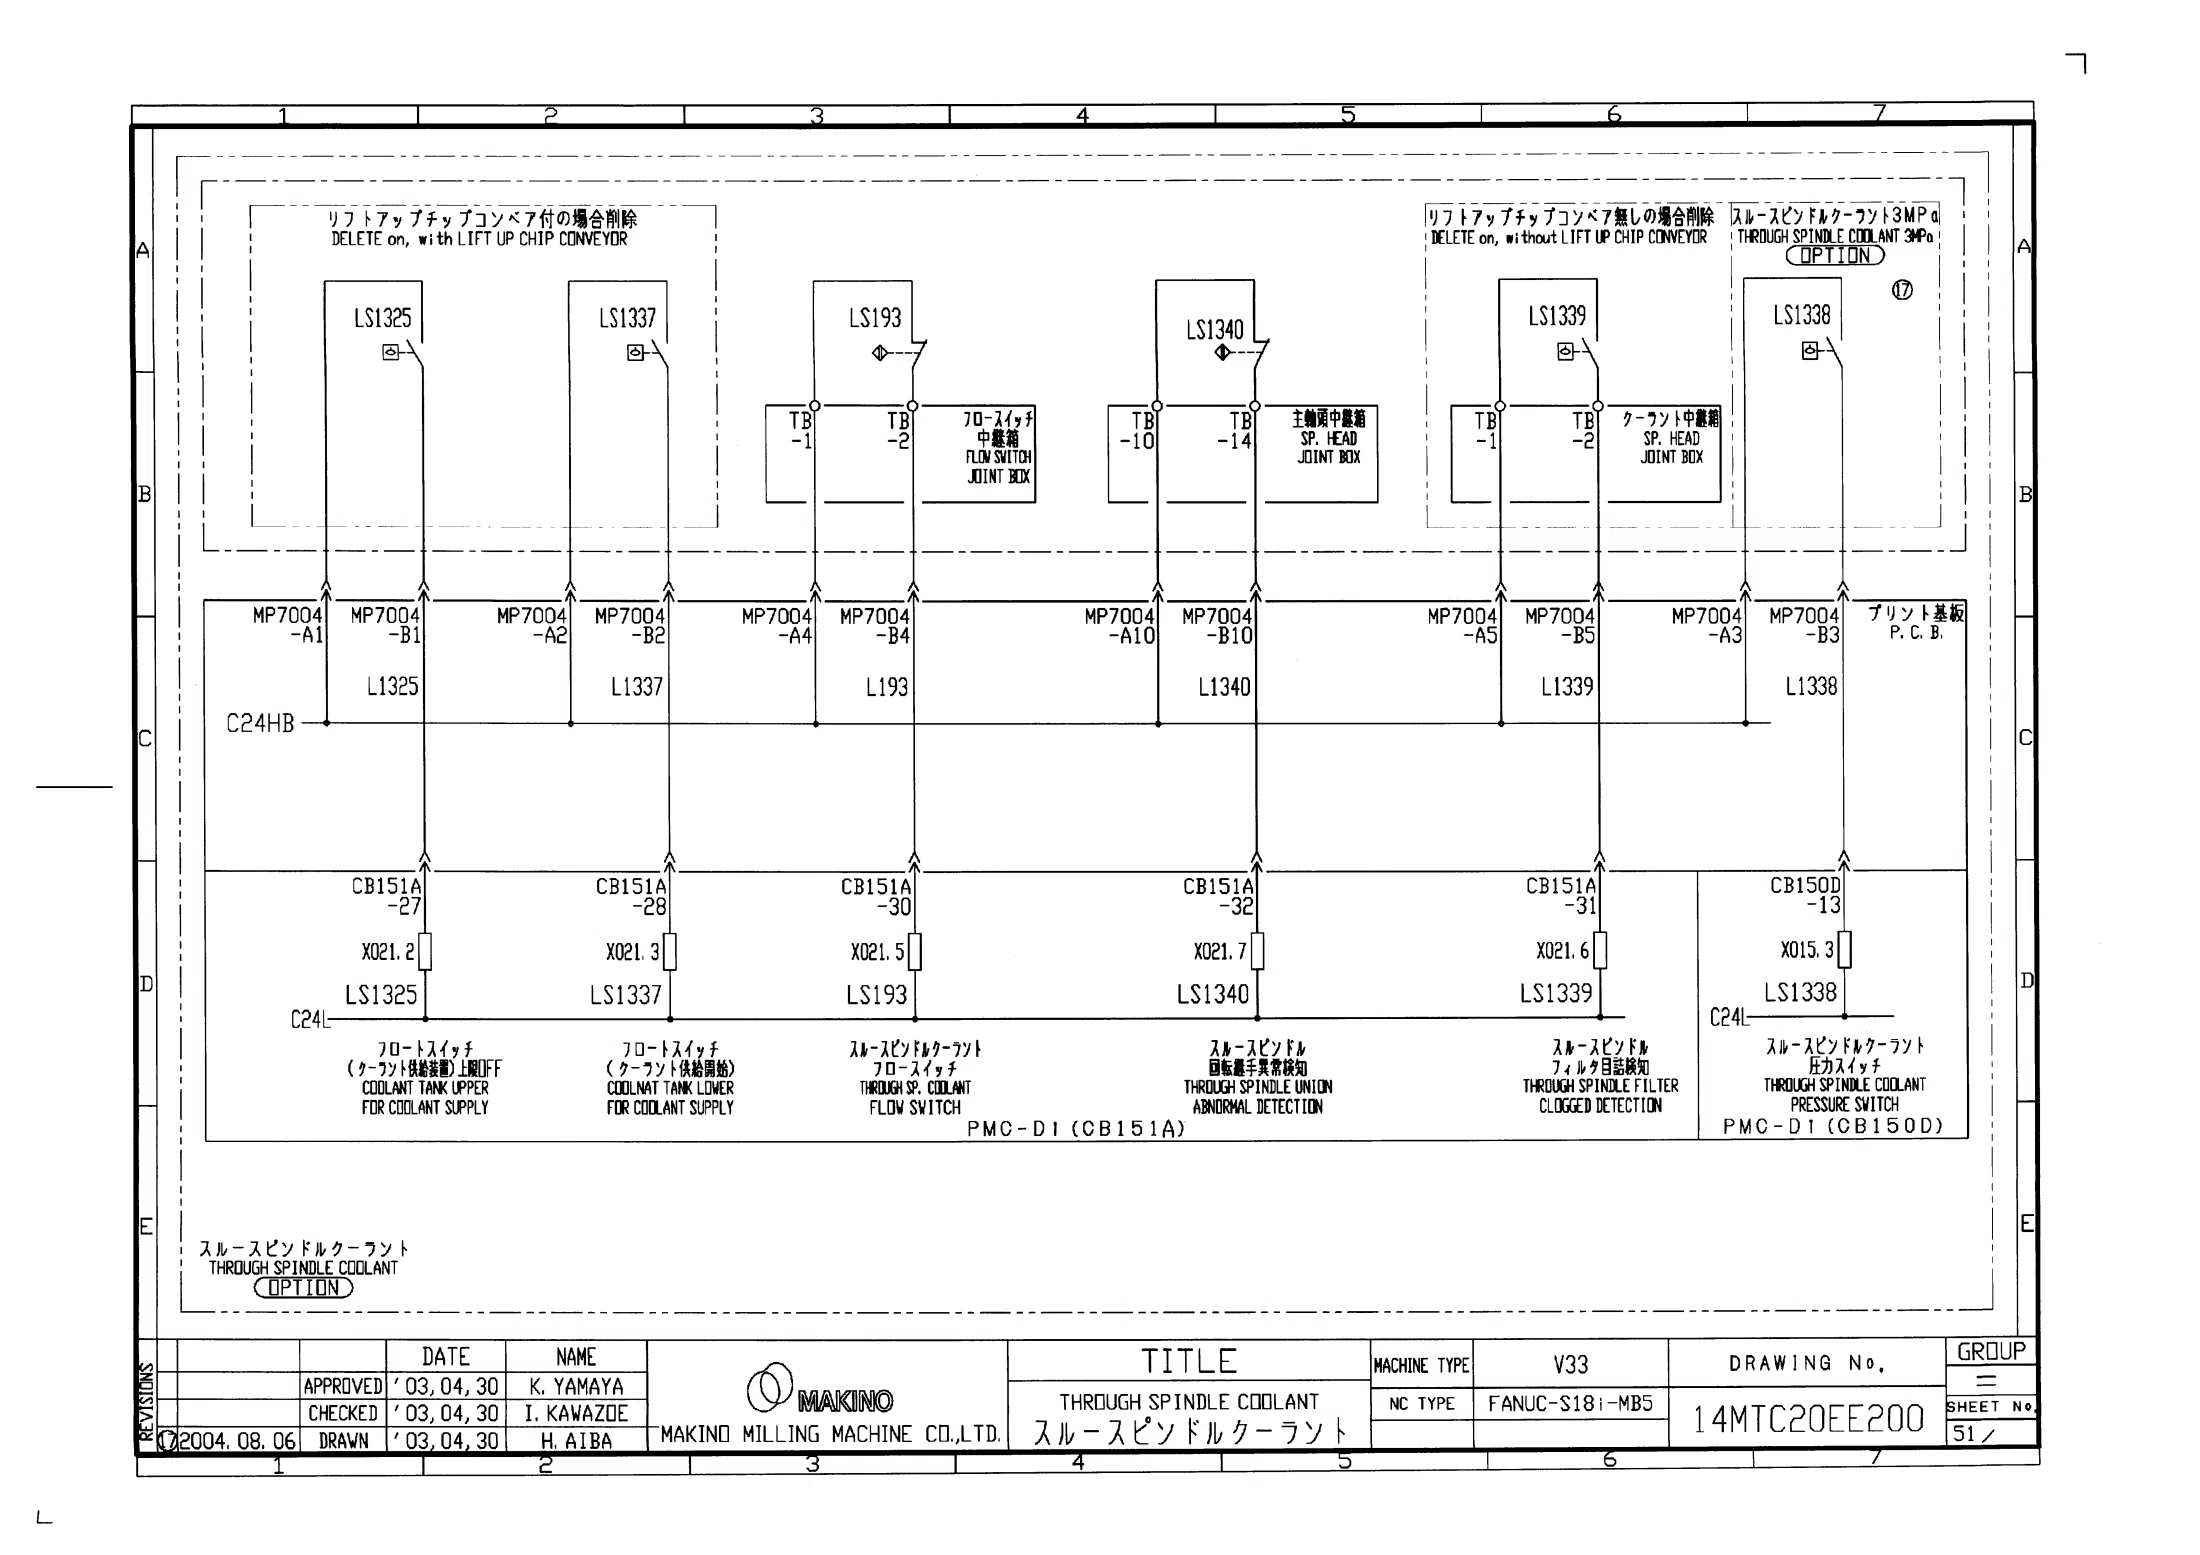 1 2 3 4 5 6 7
A
B
C
D
E
リフトアップチップコンベア付の場合削除
DELETE on, with LIFT UP CHIP CONVEYOR
リフトアップチップコンベア無しの場合削除
DELETE on, without LIFT UP CHIP CONVEYOR
スルースピンドルクーラント3MPa
THROUGH SPINDLE COOLANT 3MPa
OPTION
17
LS1325 LS1337 LS193 LS1340 LS1339 LS1338
TB -1 TB -2
フロースイッチ
中継箱
FLOW SWITCH
JOINT BOX
TB -10 TB -14
主軸頭中継箱
SP. HEAD
JOINT BOX
TB -1 TB -2
クーラント中継箱
SP. HEAD
JOINT BOX
MP7004 MP7004 MP7004 MP7004 MP7004 MP7004 MP7004 MP7004 MP7004 MP7004 MP7004 MP7004
-A1 -B1 -A2 -B2 -A4 -B4 -A10 -B10 -A5 -B5 -A3 -B3
プリント基板
P. C. B.
L1325 L1337 L193 L1340 L1339 L1338
C24HB
CB151A CB151A CB151A CB151A CB151A CB150D
-27 -28 -30 -32 -31 -13
X021. 2 X021. 3 X021. 5 X021. 7 X021. 6 X015. 3
LS1325 LS1337 LS193 LS1340 LS1339 LS1338
C24L C24L
フロートスイッチ
(クーラント供給装置)上限OFF
COOLANT TANK UPPER
FOR COOLANT SUPPLY
フロートスイッチ
(クーラント供給開始)
COOLNAT TANK LOWER
FOR COOLANT SUPPLY
スルースピンドルクーラント
フロースイッチ
THROUGH SP. COOLANT
FLOW SWITCH
スルースピンドル
回転継手異常検知
THROUGH SPINDLE UNION
ABNORMAL DETECTION
スルースピンドル
フィルタ目詰検知
THROUGH SPINDLE FILTER
CLOGGED DETECTION
スルースピンドルクーラント
圧力スイッチ
THROUGH SPINDLE COOLANT
PRESSURE SWITCH
PMC-DI (CB151A)
PMC-DI (CB150D)
スルースピンドルクーラント
THROUGH SPINDLE COOLANT
OPTION
A
B
C
D
E
REVISIONS
17 2004. 08. 06
DATE NAME
APPROVED '03, 04, 30 K. YAMAYA
CHECKED '03, 04, 30 I. KAWAZOE
DRAWN '03, 04, 30 H. AIBA
MAKINO
MAKINO MILLING MACHINE CO.,LTD.
TITLE
THROUGH SPINDLE COOLANT
スルースピンドルクーラント
MACHINE TYPE V33
NC TYPE FANUC-S18i-MB5
DRAWING No.
14MTC20EE200
GROUP
=
SHEET No.
51/
1 2 3 4 5 6 7